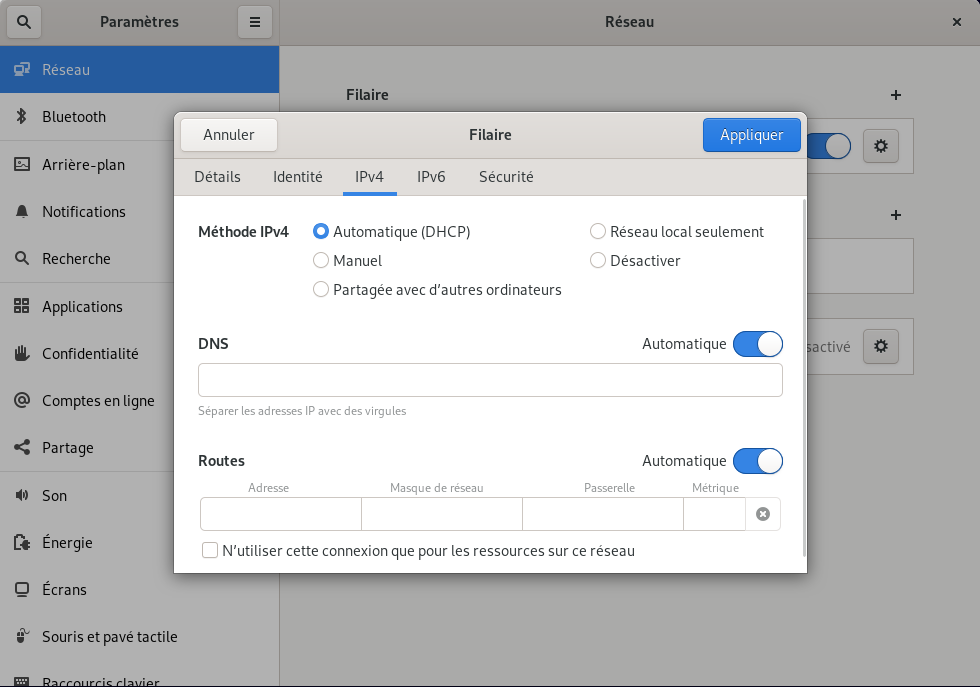 Paramètres
Réseau
Réseau
Bluetooth
Arrière-plan
Notifications
Recherche
Applications
Confidentialité
Comptes en ligne
Partage
Son
Énergie
Écrans
Souris et pavé tactile
Raccourcis clavier
Filaire
Annuler
Filaire
Appliquer
Détails
Identité
IPv4
IPv6
Sécurité
Méthode IPv4
Automatique (DHCP)
Réseau local seulement
Manuel
Désactiver
Partagée avec d’autres ordinateurs
DNS
Automatique
Séparer les adresses IP avec des virgules
Routes
Automatique
Adresse
Masque de réseau
Passerelle
Métrique
N’utiliser cette connexion que pour les ressources sur ce réseau
sactivé